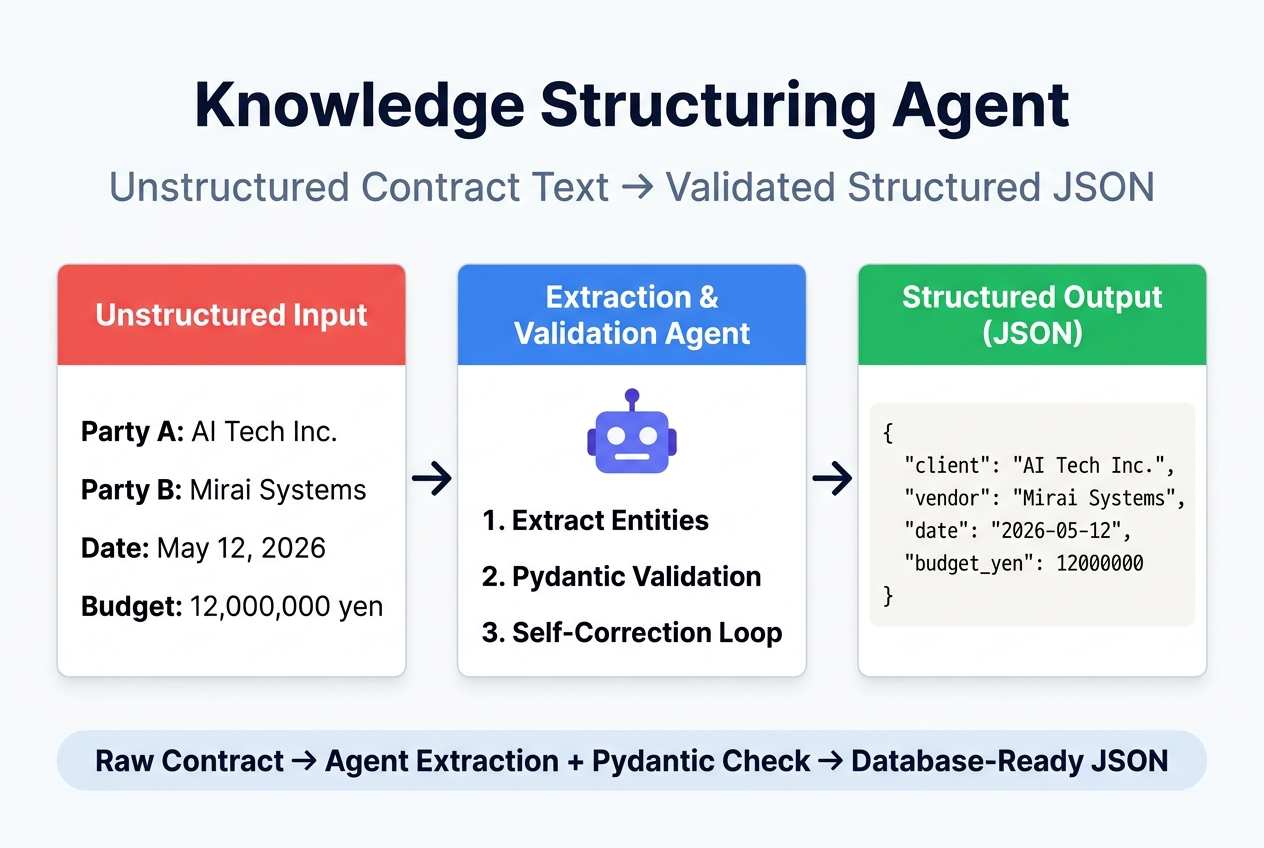 Knowledge Structuring Agent
Unstructured Contract Text → Validated Structured JSON
Unstructured Input
Party A: AI Tech Inc.
Party B: Mirai Systems
Date: May 12, 2026
Budget: 12,000,000 yen
Extraction &
Validation Agent
1. Extract Entities
2. Pydantic Validation
3. Self-Correction Loop
Structured Output
(JSON)
{
"client": "AI Tech Inc.",
"vendor": "Mirai Systems",
"date": "2026-05-12",
"budget_yen": 12000000
}
Raw Contract → Agent Extraction + Pydantic Check → Database-Ready JSON